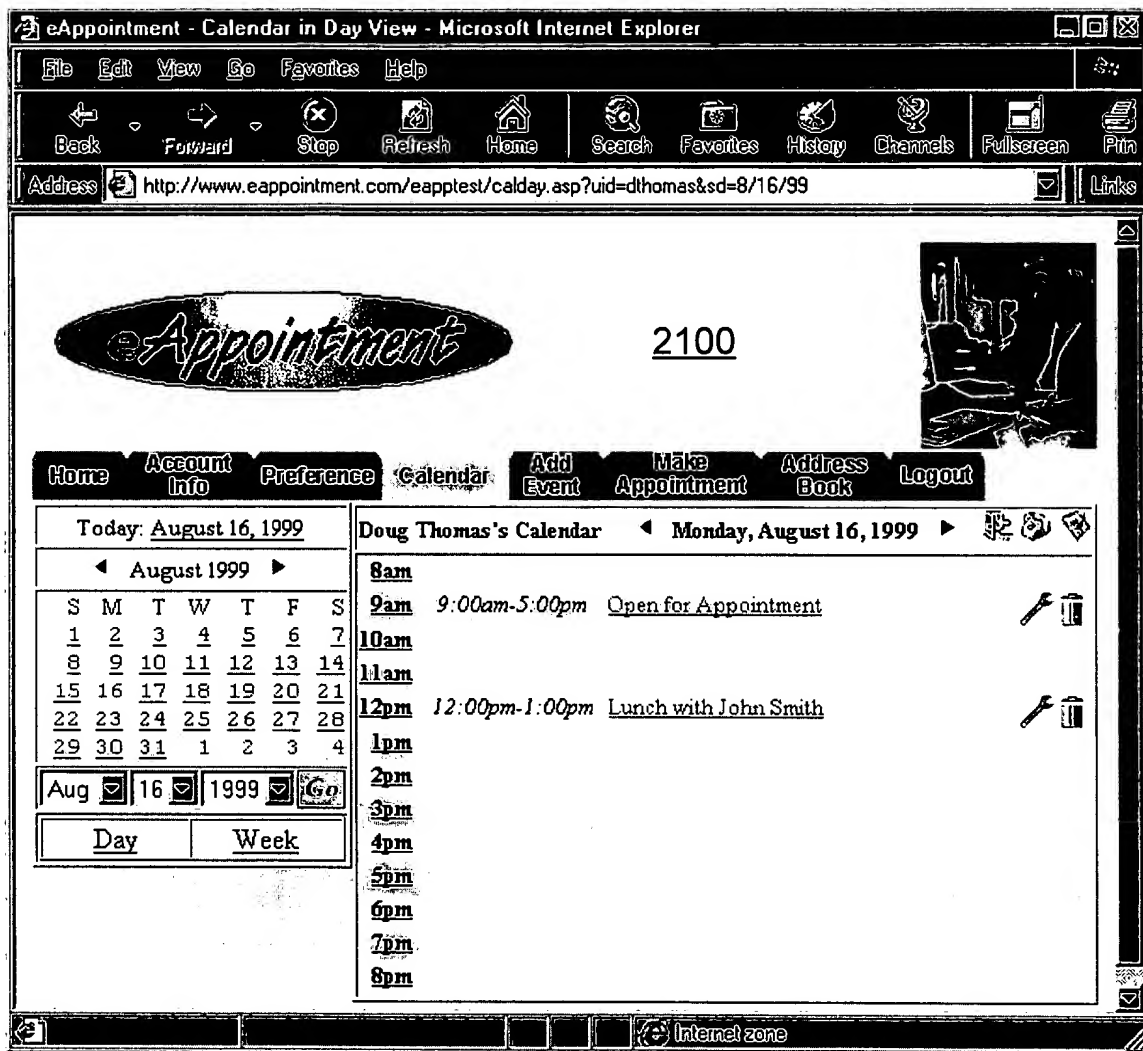 eAppointment - Calendar in Day View - Microsoft Internet Explorer
File Edit View Go Favorites Help
Back Forward Stop Refresh Home Search Favorites History Channels Fullscreen Prin
Address http://www.eappointment.com/eapptest/calday.asp?uid=dthomas&sd=8/16/99 Links
eAppointment 2100
Home Account Info Preference Calendar Add Event Make Appointment Address Book Logout
Today: August 16, 1999
August 1999
S M T W T F S
1 2 3 4 5 6 7
8 9 10 11 12 13 14
15 16 17 18 19 20 21
22 23 24 25 26 27 28
29 30 31 1 2 3 4
Aug 16 1999 Go
Day Week
Doug Thomas's Calendar Monday, August 16, 1999
8am
9am 9:00am-5:00pm Open for Appointment
10am
11am
12pm 12:00pm-1:00pm Lunch with John Smith
1pm
2pm
3pm
4pm
5pm
6pm
7pm
8pm
Internet zone